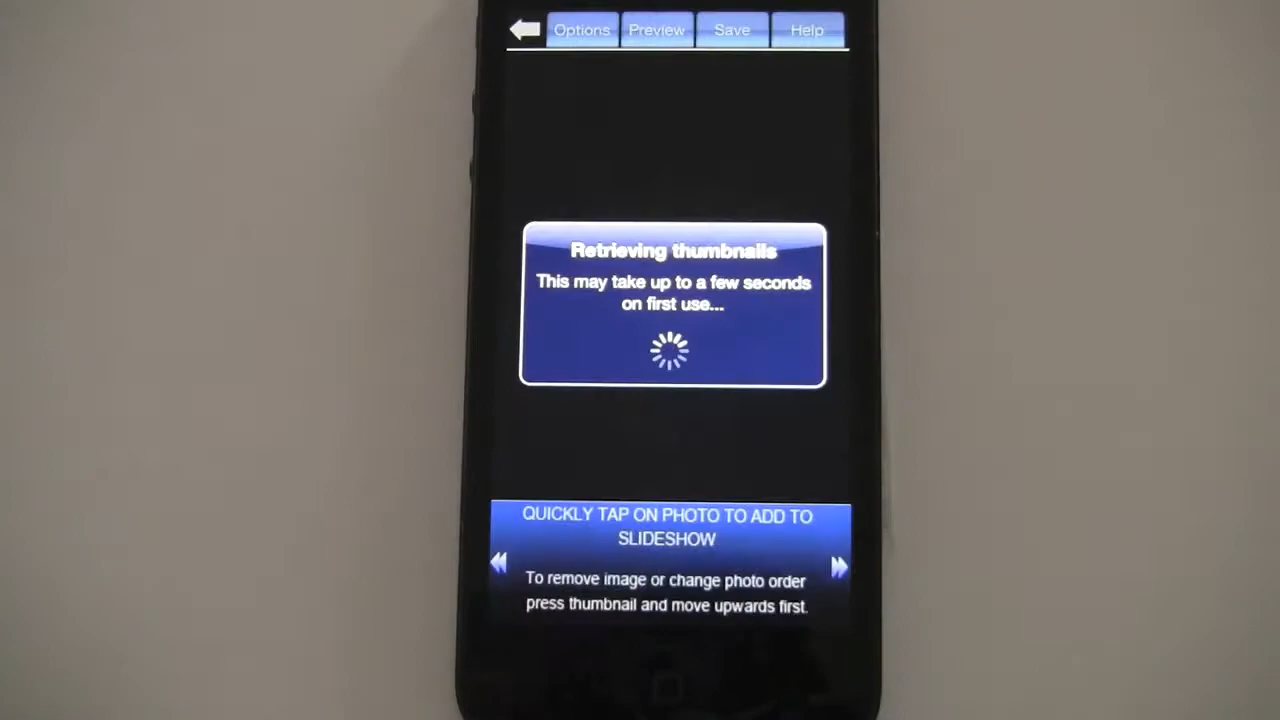 Options Preview Save Help
Retrieving thumbnails
This may take up to a few seconds
on first use...
QUICKLY TAP ON PHOTO TO ADD TO
SLIDESHOW
To remove image or change photo order
press thumbnail and move upwards first.